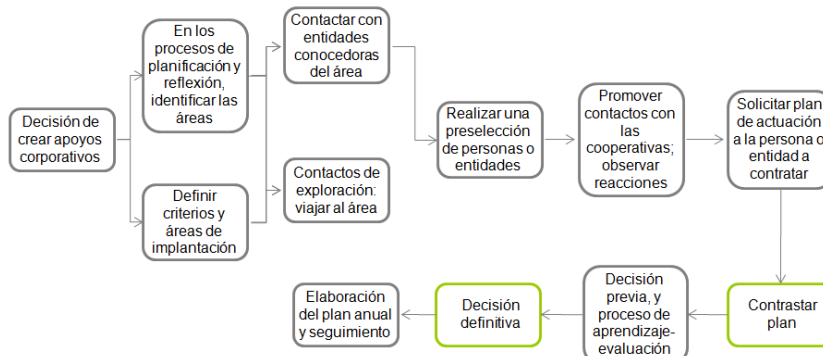 Decisión de
crear apoyos
corporativos
En los
procesos de
planificación y
reflexión,
identificar las
áreas
Definir
criterios y
áreas de
implantación
Contactar con
entidades
conocedoras
del área
Contactos de
exploración:
viajar al área
Realizar una
preselección
de personas o
entidades
Promover
contactos con
las
cooperativas;
observar
reacciones
Solicitar plan
de actuación
a la persona o
entidad a
contratar
Contrastar
plan
Decisión
previa, y
proceso de
aprendizaje-
evaluación
Decisión
definitiva
Elaboración
del plan anual
y seguimiento